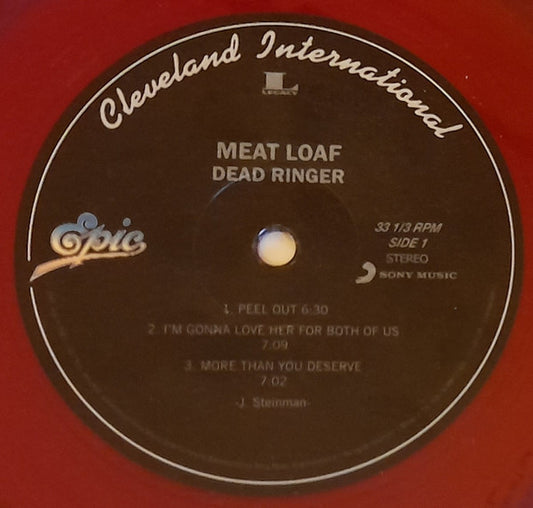 Cleveland International
L
LEGACY
MEAT LOAF
DEAD RINGER
Epic
33 1/3 RPM
SIDE 1
STEREO
SONY MUSIC
1. PEEL OUT 6:30
2. I'M GONNA LOVE HER FOR BOTH OF US
7:09
3. MORE THAN YOU DESERVE
7:02
-J. Steinman-